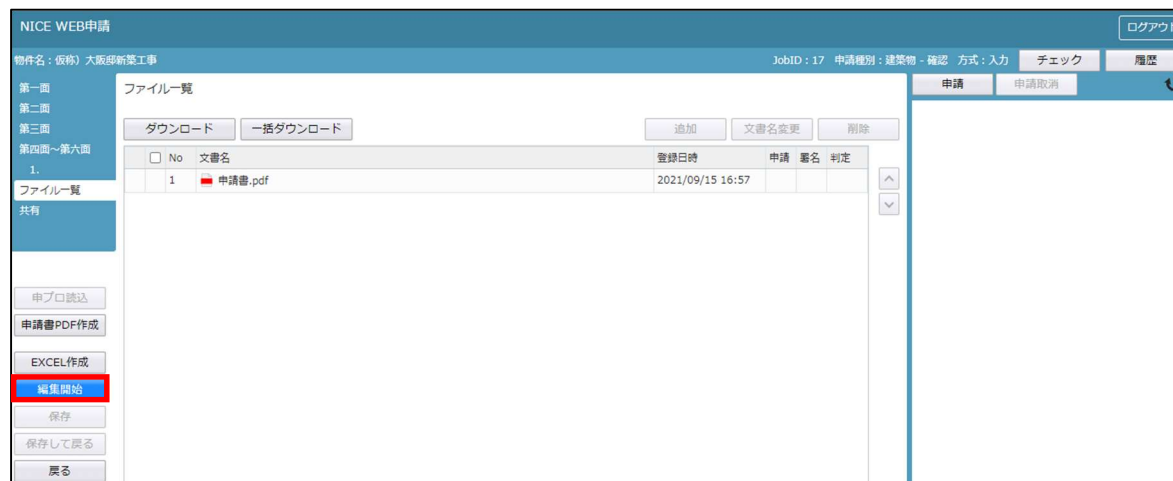 NICE WEB申請
物件名：仮称）大阪邸新築工事
JobID：17 申請種別：建築物 - 確認 方式：入力 チェック 履歴
第一面
第二面
第三面
第四面～第六面
1.
ファイル一覧
共有
申プロ読込
申請書PDF作成
EXCEL作成
編集開始
保存
保存して戻る
戻る
ファイル一覧
ダウンロード 一括ダウンロード 追加 文書名変更 削除
No 文書名 登録日時 申請 署名 判定
1 申請書.pdf 2021/09/15 16:57
申請 申請取消